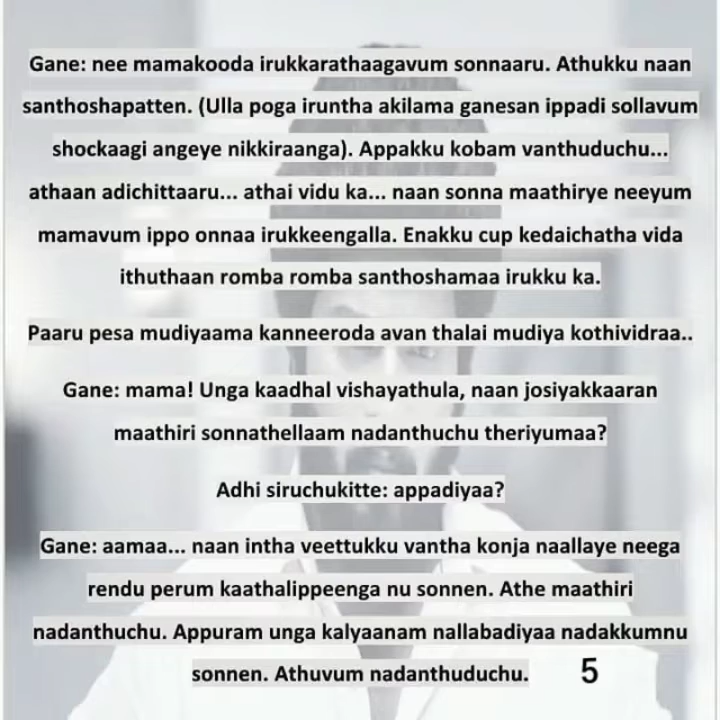 Gane: nee mamakooda irukkarathaagavum sonnaaru. Athukku naan
santhoshapatten. (Ulla poga iruntha akilama ganesan ippadi sollavum
shockaagi angeye nikkiraanga). Appakku kobam vanthuduchu...
athaan adichittaaru... athai vidu ka... naan sonna maathirye neeyum
mamavum ippo onnaa irukkeengalla. Enakku cup kedaichatha vida
ithuthaan romba romba santhoshamaa irukku ka.
Paaru pesa mudiyaama kanneeroda avan thalai mudiya kothividraa..
Gane: mama! Unga kaadhal vishayathula, naan josiyakkaaran
maathiri sonnathellaam nadanthuchu theriyumaa?
Adhi siruchukitte: appadiyaa?
Gane: aamaa... naan intha veettukku vantha konja naallaye neega
rendu perum kaathalippeenga nu sonnen. Athe maathiri
nadanthuchu. Appuram unga kalyaanam nallabadiyaa nadakkumnu
sonnen. Athuvum nadanthuduchu. 5